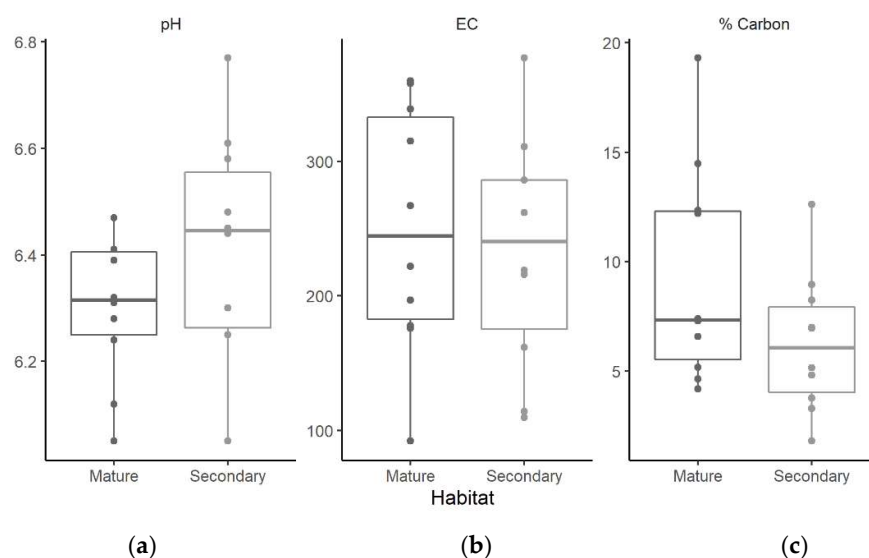 pH
EC
% Carbon
6.8
6.6
6.4
6.2
300
200
100
20
15
10
5
Mature
Secondary
Mature
Secondary
Mature
Secondary
Habitat
(a)
(b)
(c)